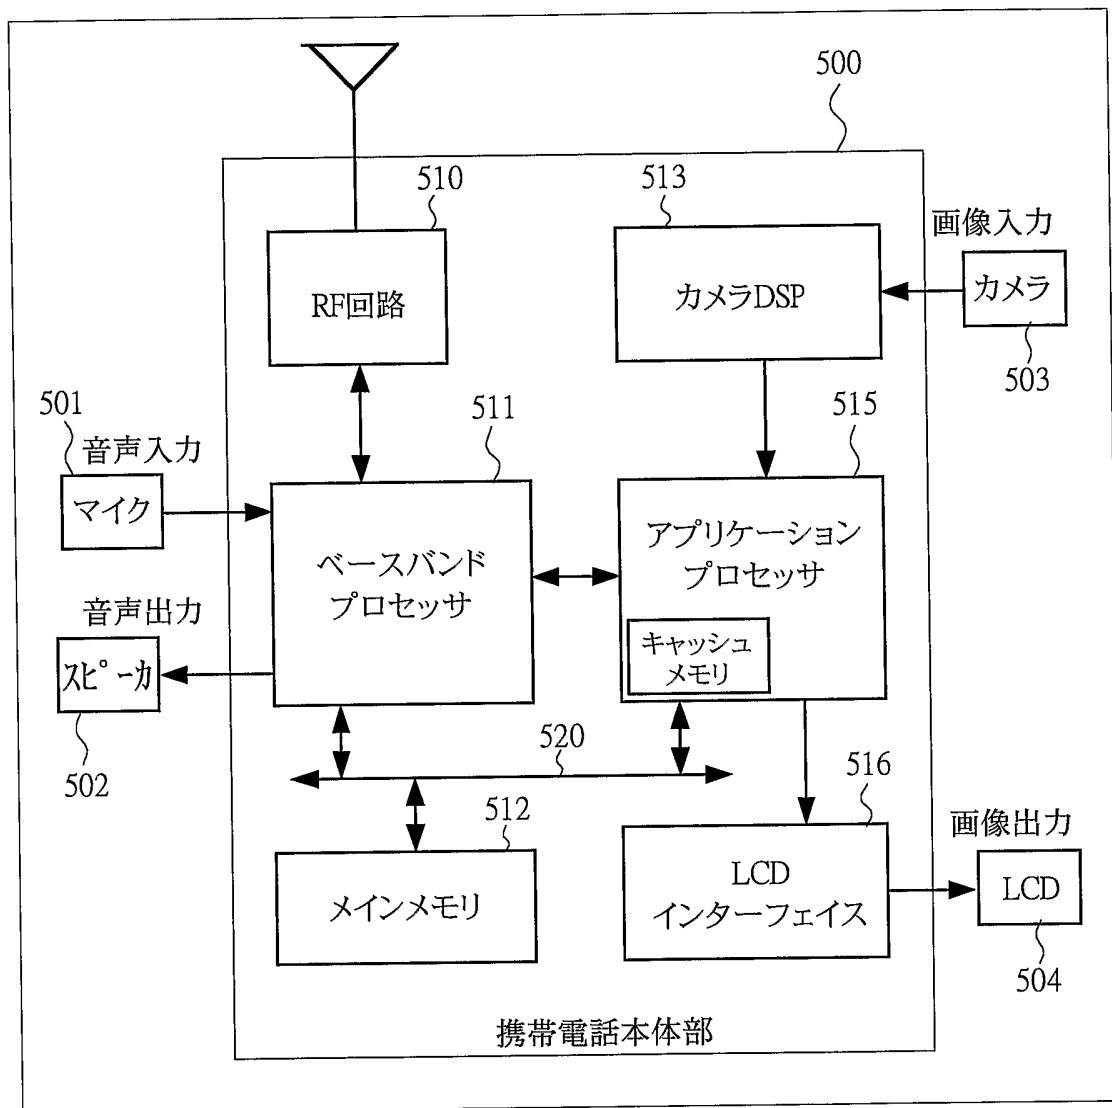 500
510
513
画像入力
RF回路
カメラDSP
カメラ
503
501
511
515
音声入力
マイク
ベースバンド
プロセッサ
アプリケーション
プロセッサ
音声出力
キャッシュ
メモリ
スピーカ
502
520
516
512
画像出力
メインメモリ
LCD
インターフェイス
LCD
504
携帯電話本体部